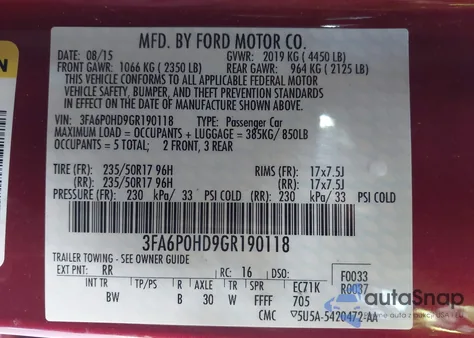 MFD. BY FORD MOTOR CO.
DATE: 08/15 GVWR: 2019 KG ( 4450 LB)
FRONT GAWR: 1066 KG ( 2350 LB) REAR GAWR: 964 KG ( 2125 LB)
THIS VEHICLE CONFORMS TO ALL APPLICABLE FEDERAL MOTOR
VEHICLE SAFETY, BUMPER, AND THEFT PREVENTION STANDARDS
IN EFFECT ON THE DATE OF MANUFACTURE SHOWN ABOVE.
VIN: 3FA6P0HD9GR190118 TYPE: Passenger Car
MAXIMUM LOAD = OCCUPANTS + LUGGAGE = 385KG/ 850LB
OCCUPANTS = 5 TOTAL; 2 FRONT, 3 REAR
TIRE (FR): 235/50R17 96H RIMS (FR): 17x7.5J
(RR): 235/50R17 96H (RR): 17x7.5J
PRESSURE (FR): 230 kPa/ 33 PSI COLD (RR): 230 kPa/ 33
PSI COLD
3FA6P0HD9GR190118
TRAILER TOWING - SEE OWNER GUIDE
EXT PNT: RR RC: 16 DSO: F0033
INT TR TP/PS R AXLE TR SPR EC71K R0037
BW B 30 W FFFF 705
CMC 5U5A-5420472-AA
autoSnap